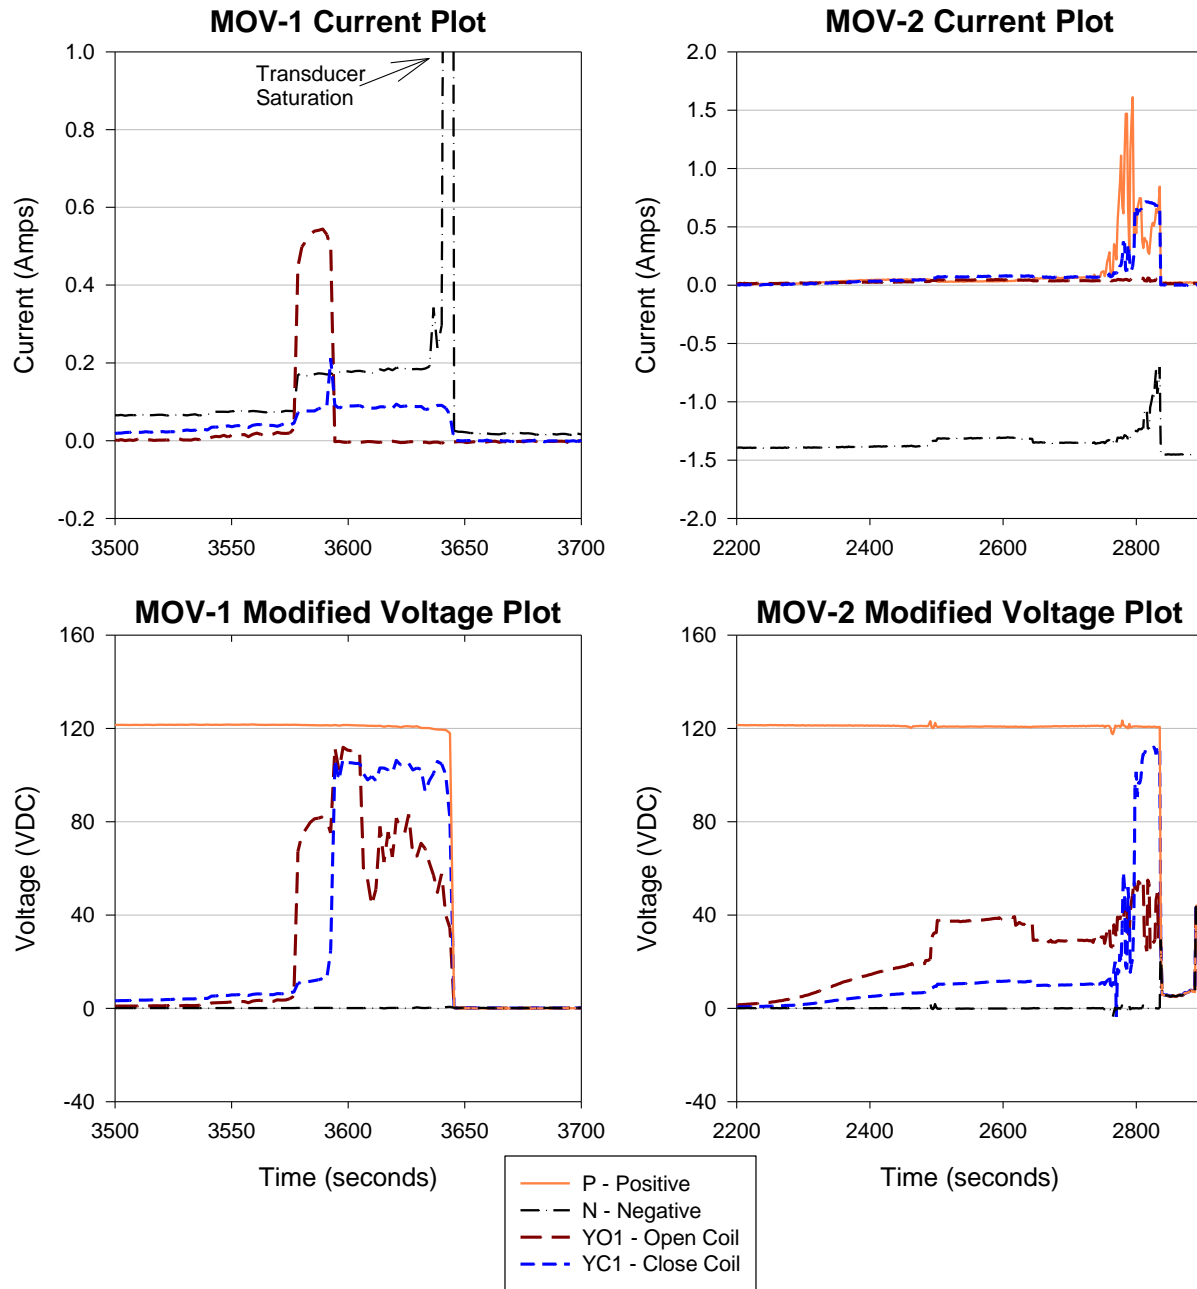 MOV-1 Current Plot
Current (Amps)
1.0
0.8
0.6
0.4
0.2
0.0
-0.2
Transducer
Saturation
3500
3550
3600
3650
3700
MOV-2 Current Plot
Current (Amps)
2.0
1.5
1.0
0.5
0.0
-0.5
-1.0
-1.5
-2.0
2200
2400
2600
2800
MOV-1 Modified Voltage Plot
Voltage (VDC)
160
120
80
40
0
-40
3500
3550
3600
3650
3700
Time (seconds)
MOV-2 Modified Voltage Plot
Voltage (VDC)
160
120
80
40
0
-40
2200
2400
2600
2800
Time (seconds)
P - Positive
N - Negative
YO1 - Open Coil
YC1 - Close Coil